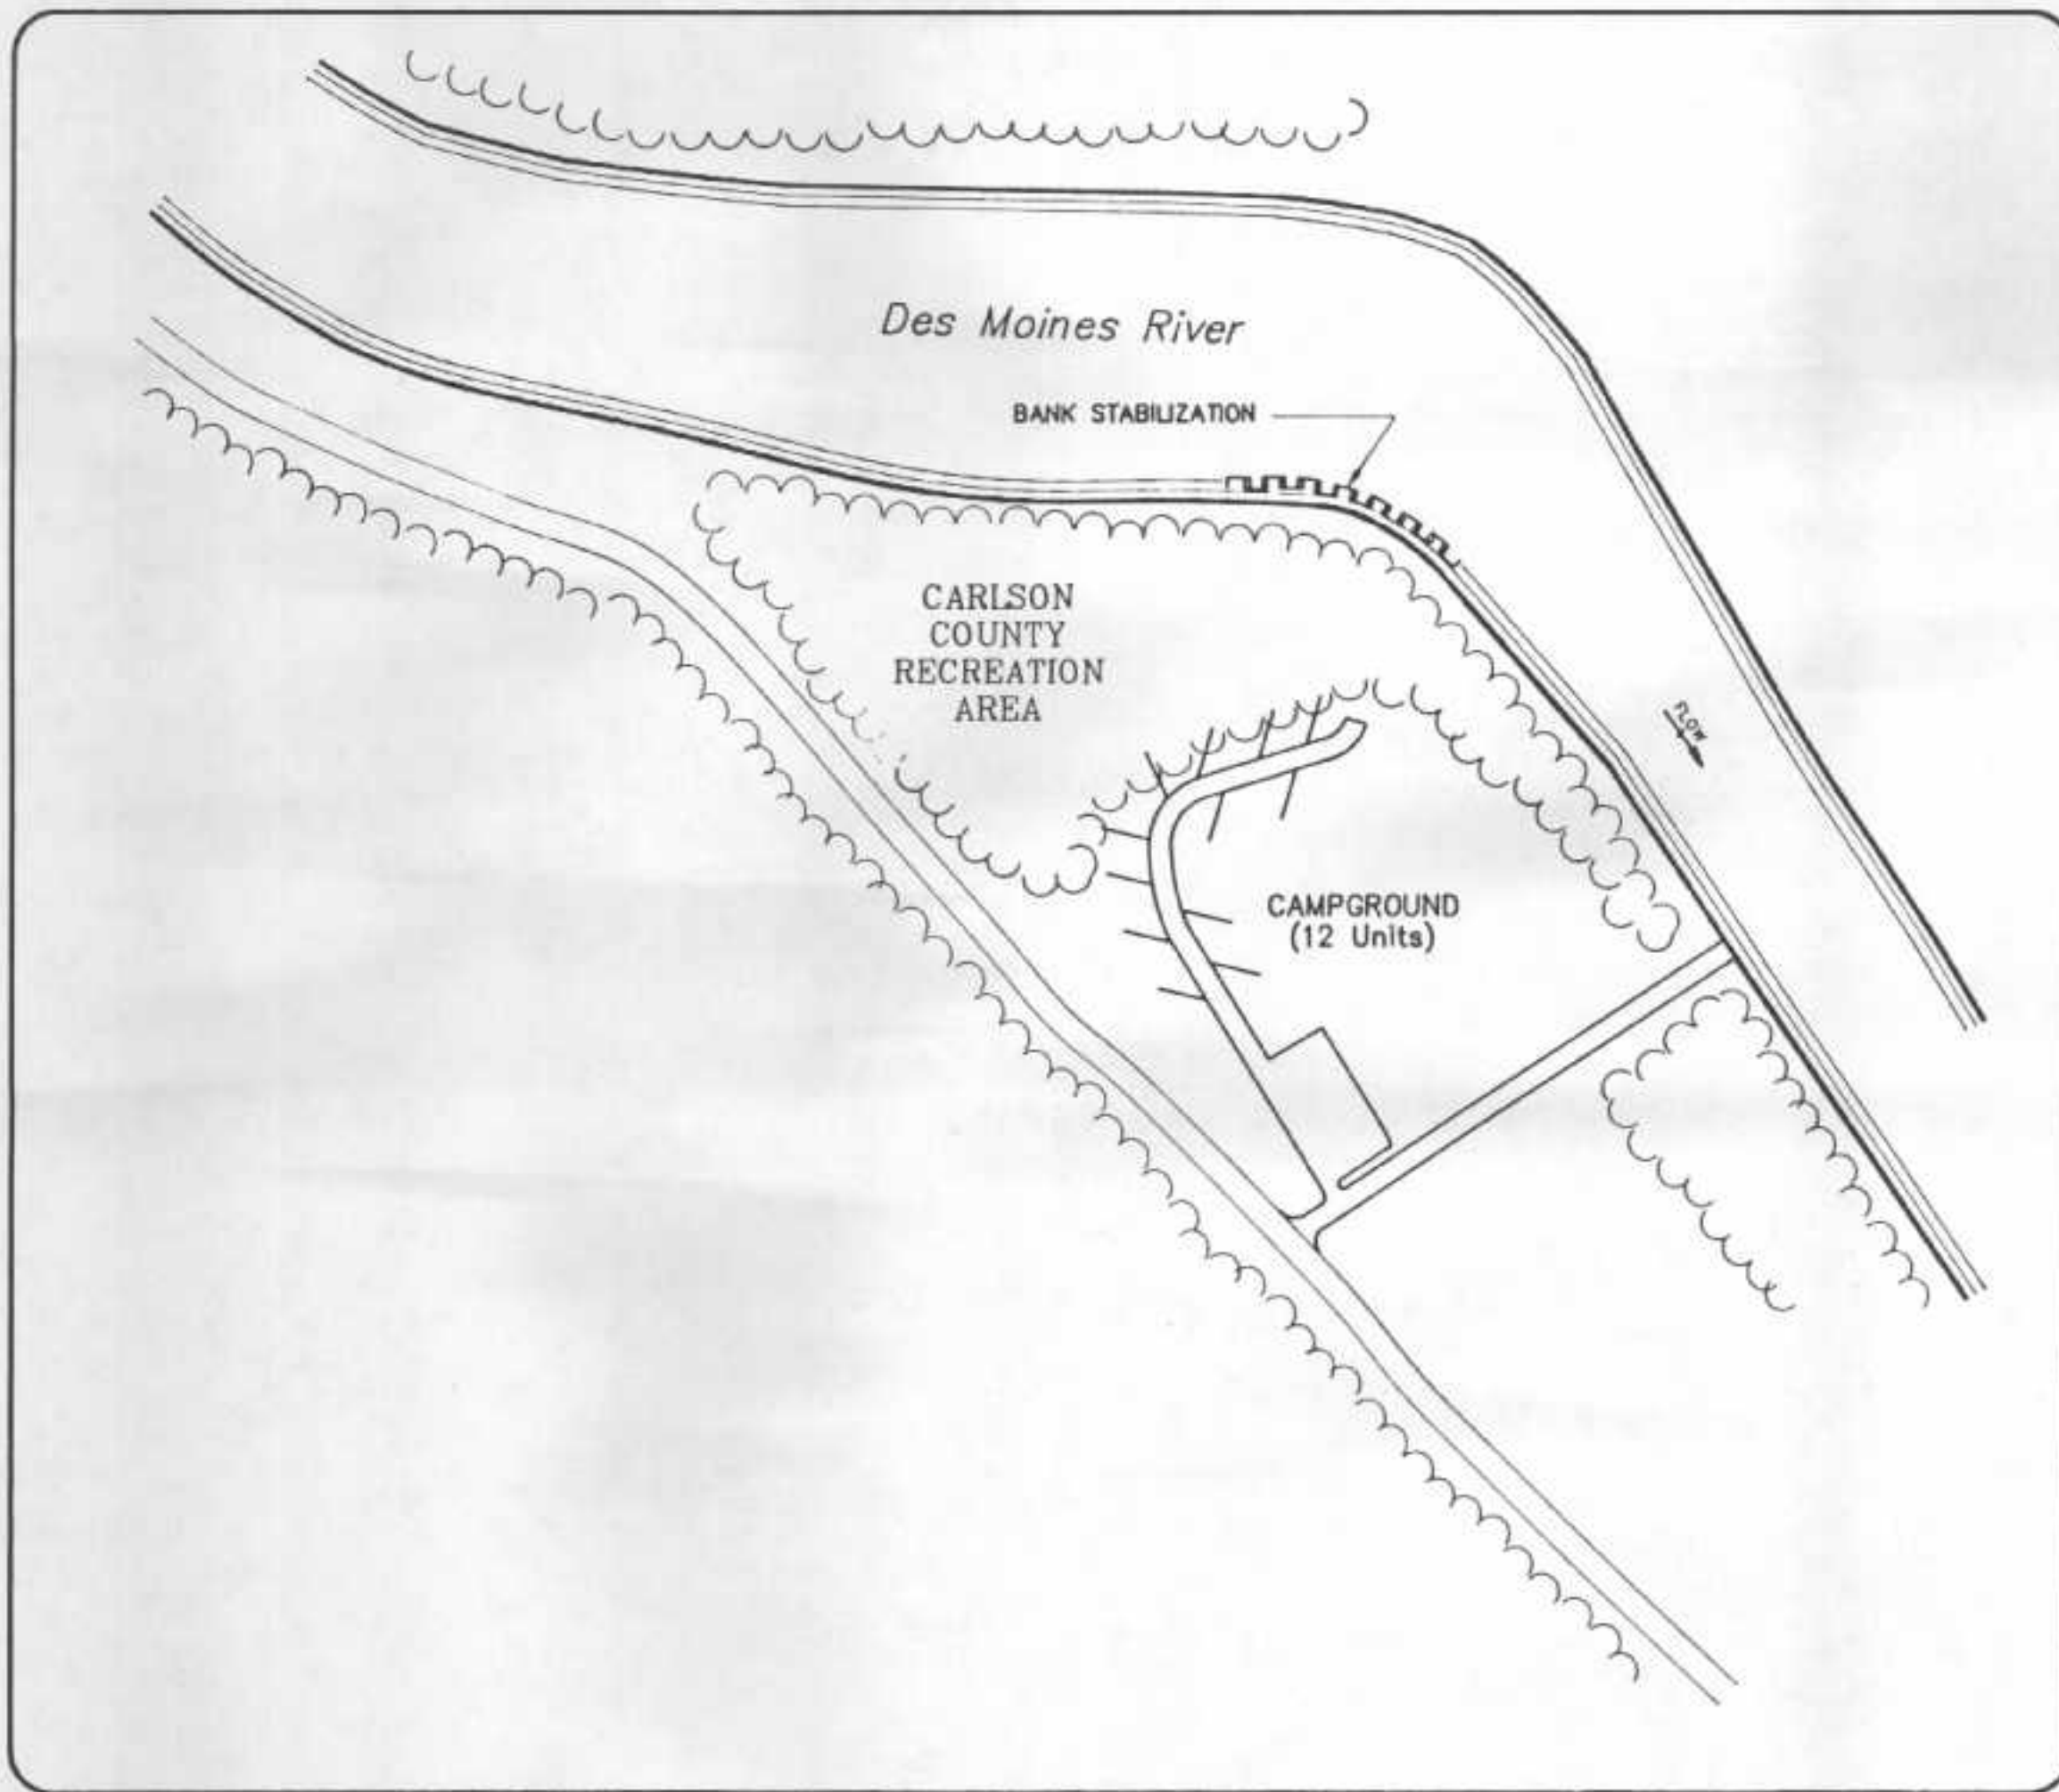 Des Moines River
BANK STABILIZATION
CARLSON
COUNTY
RECREATION
AREA
FLOW
CAMPGROUND
(12 Units)